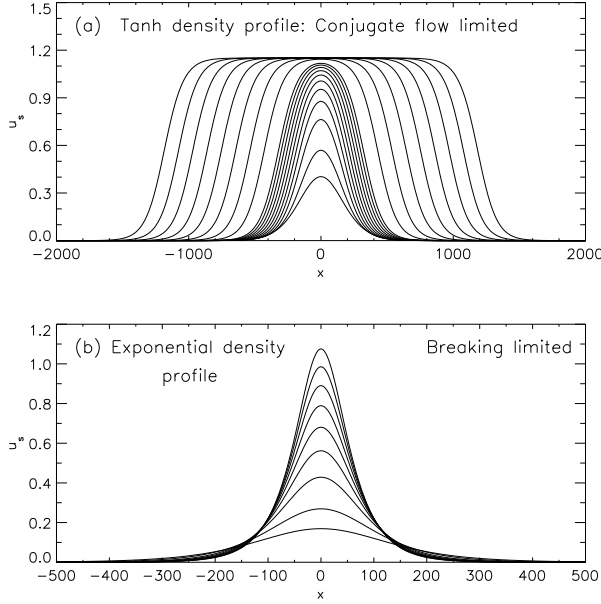 (a) Tanh density profile: Conjugate flow limited
1.5
1.2
0.9
0.6
0.3
0.0
u_s
−2000 −1000 0 1000 2000
x
(b) Exponential density profile
Breaking limited
1.2
1.0
0.8
0.6
0.4
0.2
0.0
u_s
−500 −400 −300 −200 −100 0 100 200 300 400 500
x